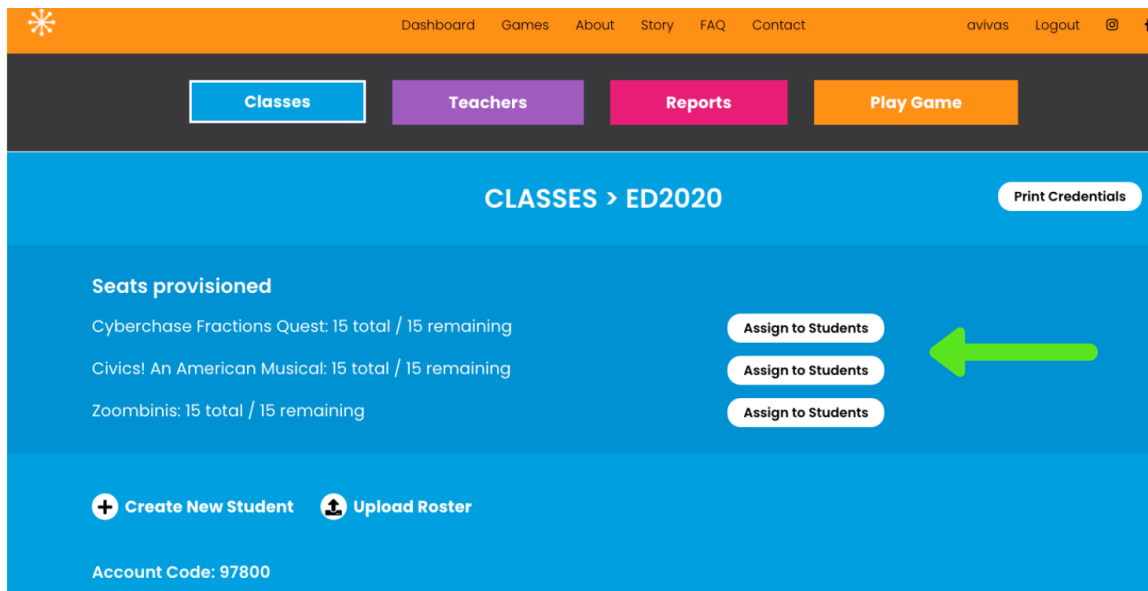 Dashboard Games About Story FAQ Contact avivas Logout
Classes Teachers Reports Play Game
CLASSES > ED2020 Print Credentials
Seats provisioned
Cyberchase Fractions Quest: 15 total / 15 remaining Assign to Students
Civics! An American Musical: 15 total / 15 remaining Assign to Students
Zoombinis: 15 total / 15 remaining Assign to Students
Create New Student Upload Roster
Account Code: 97800